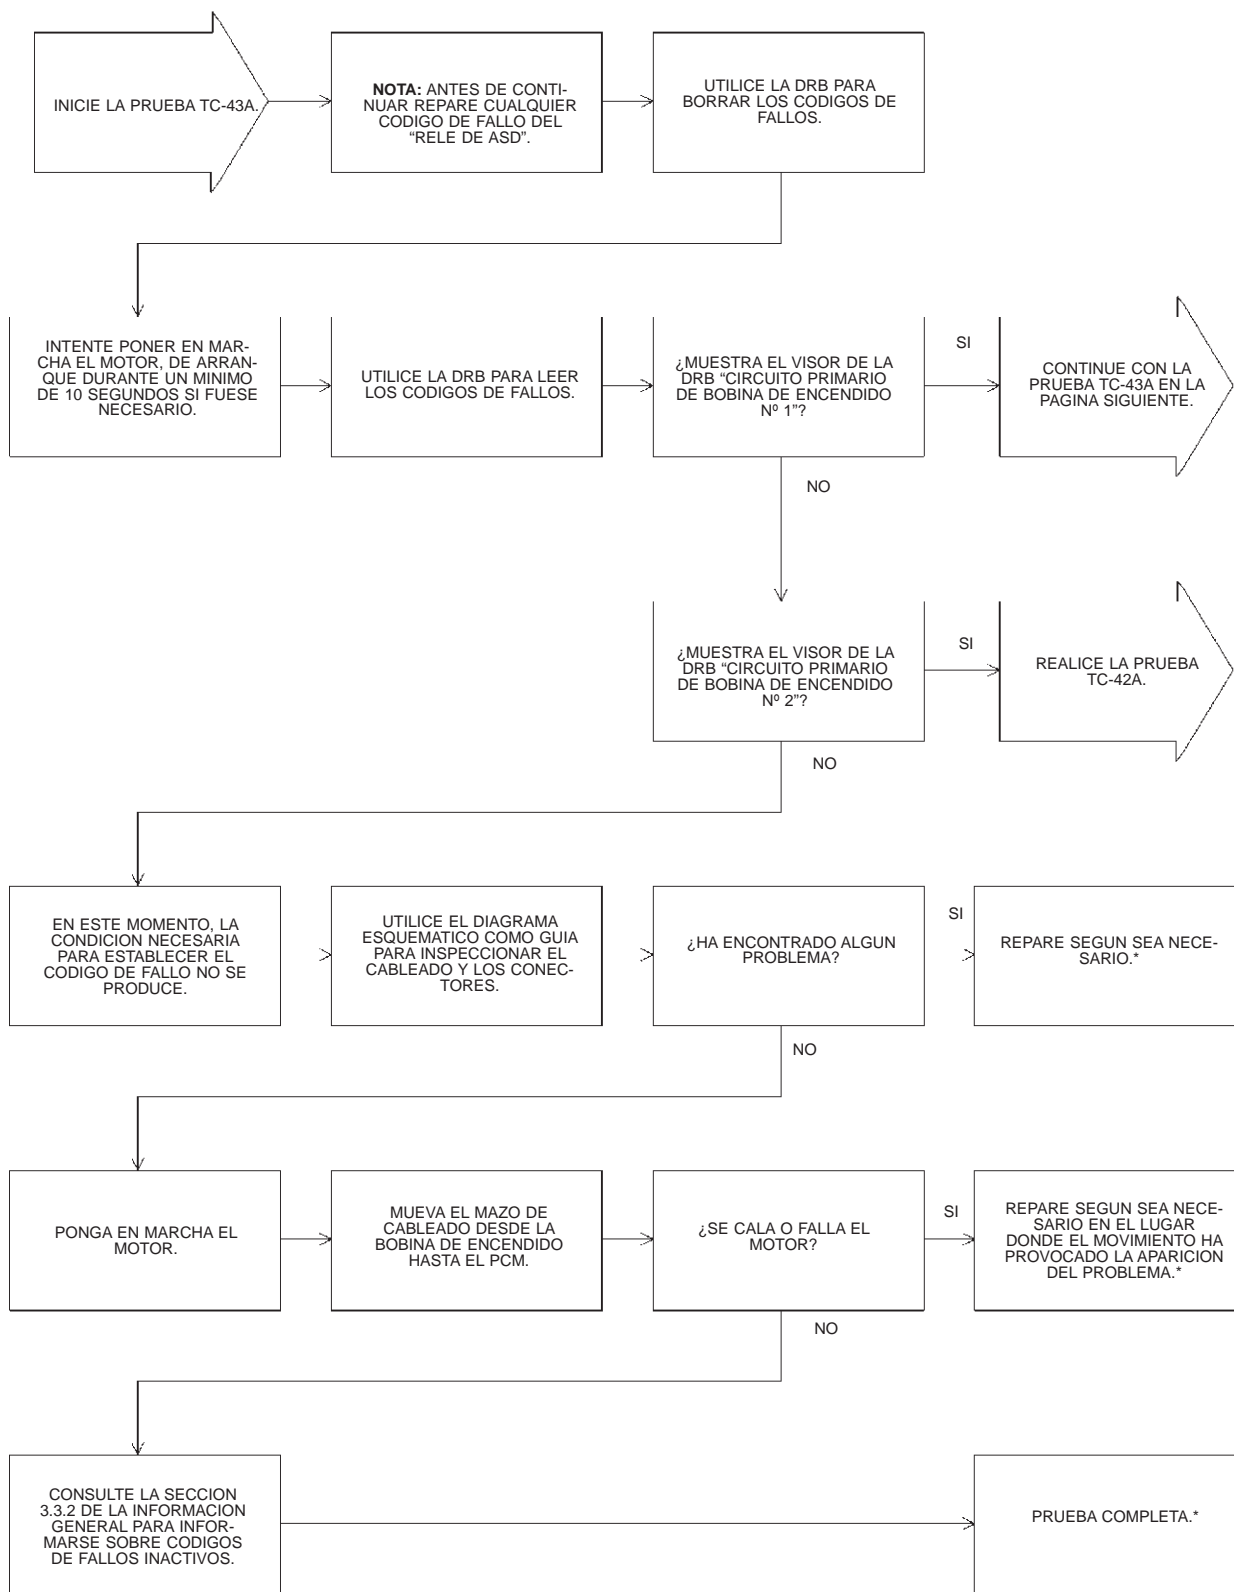 INICIE LA PRUEBA TC-43A.
NOTA: ANTES DE CONTI-
NUAR REPARE CUALQUIER
CODIGO DE FALLO DEL
“RELE DE ASD”.
UTILICE LA DRB PARA
BORRAR LOS CODIGOS DE
FALLOS.
INTENTE PONER EN MAR-
CHA EL MOTOR, DE ARRAN-
QUE DURANTE UN MINIMO
DE 10 SEGUNDOS SI FUESE
NECESARIO.
UTILICE LA DRB PARA LEER
LOS CODIGOS DE FALLOS.
¿MUESTRA EL VISOR DE LA
DRB “CIRCUITO PRIMARIO
DE BOBINA DE ENCENDIDO
Nº 1”?
SI
CONTINUE CON LA
PRUEBA TC-43A EN LA
PAGINA SIGUIENTE.
NO
¿MUESTRA EL VISOR DE LA
DRB “CIRCUITO PRIMARIO
DE BOBINA DE ENCENDIDO
Nº 2”?
SI
REALICE LA PRUEBA
TC-42A.
NO
EN ESTE MOMENTO, LA
CONDICION NECESARIA
PARA ESTABLECER EL
CODIGO DE FALLO NO SE
PRODUCE.
UTILICE EL DIAGRAMA
ESQUEMATICO COMO GUIA
PARA INSPECCIONAR EL
CABLEADO Y LOS CONEC-
TORES.
¿HA ENCONTRADO ALGUN
PROBLEMA?
SI
REPARE SEGUN SEA NECE-
SARIO.*
NO
PONGA EN MARCHA EL
MOTOR.
MUEVA EL MAZO DE
CABLEADO DESDE LA
BOBINA DE ENCENDIDO
HASTA EL PCM.
¿SE CALA O FALLA EL
MOTOR?
SI
REPARE SEGUN SEA NECE-
SARIO EN EL LUGAR
DONDE EL MOVIMIENTO HA
PROVOCADO LA APARICION
DEL PROBLEMA.*
NO
CONSULTE LA SECCION
3.3.2 DE LA INFORMACION
GENERAL PARA INFOR-
MARSE SOBRE CODIGOS
DE FALLOS INACTIVOS.
PRUEBA COMPLETA.*